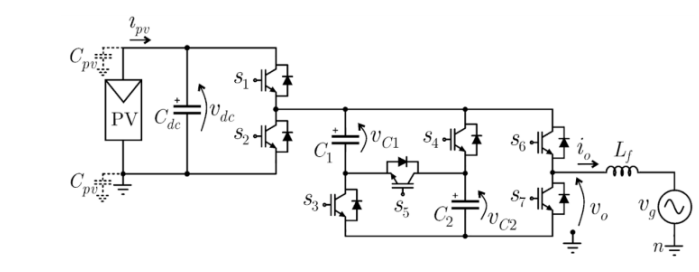 i_pv
C_pv
PV
C_dc
v_dc
S_1
S_2
C_pv
C_1
v_C1
S_3
S_5
S_4
C_2
v_C2
S_6
S_7
i_o
L_f
v_o
v_g
n
+
+
+